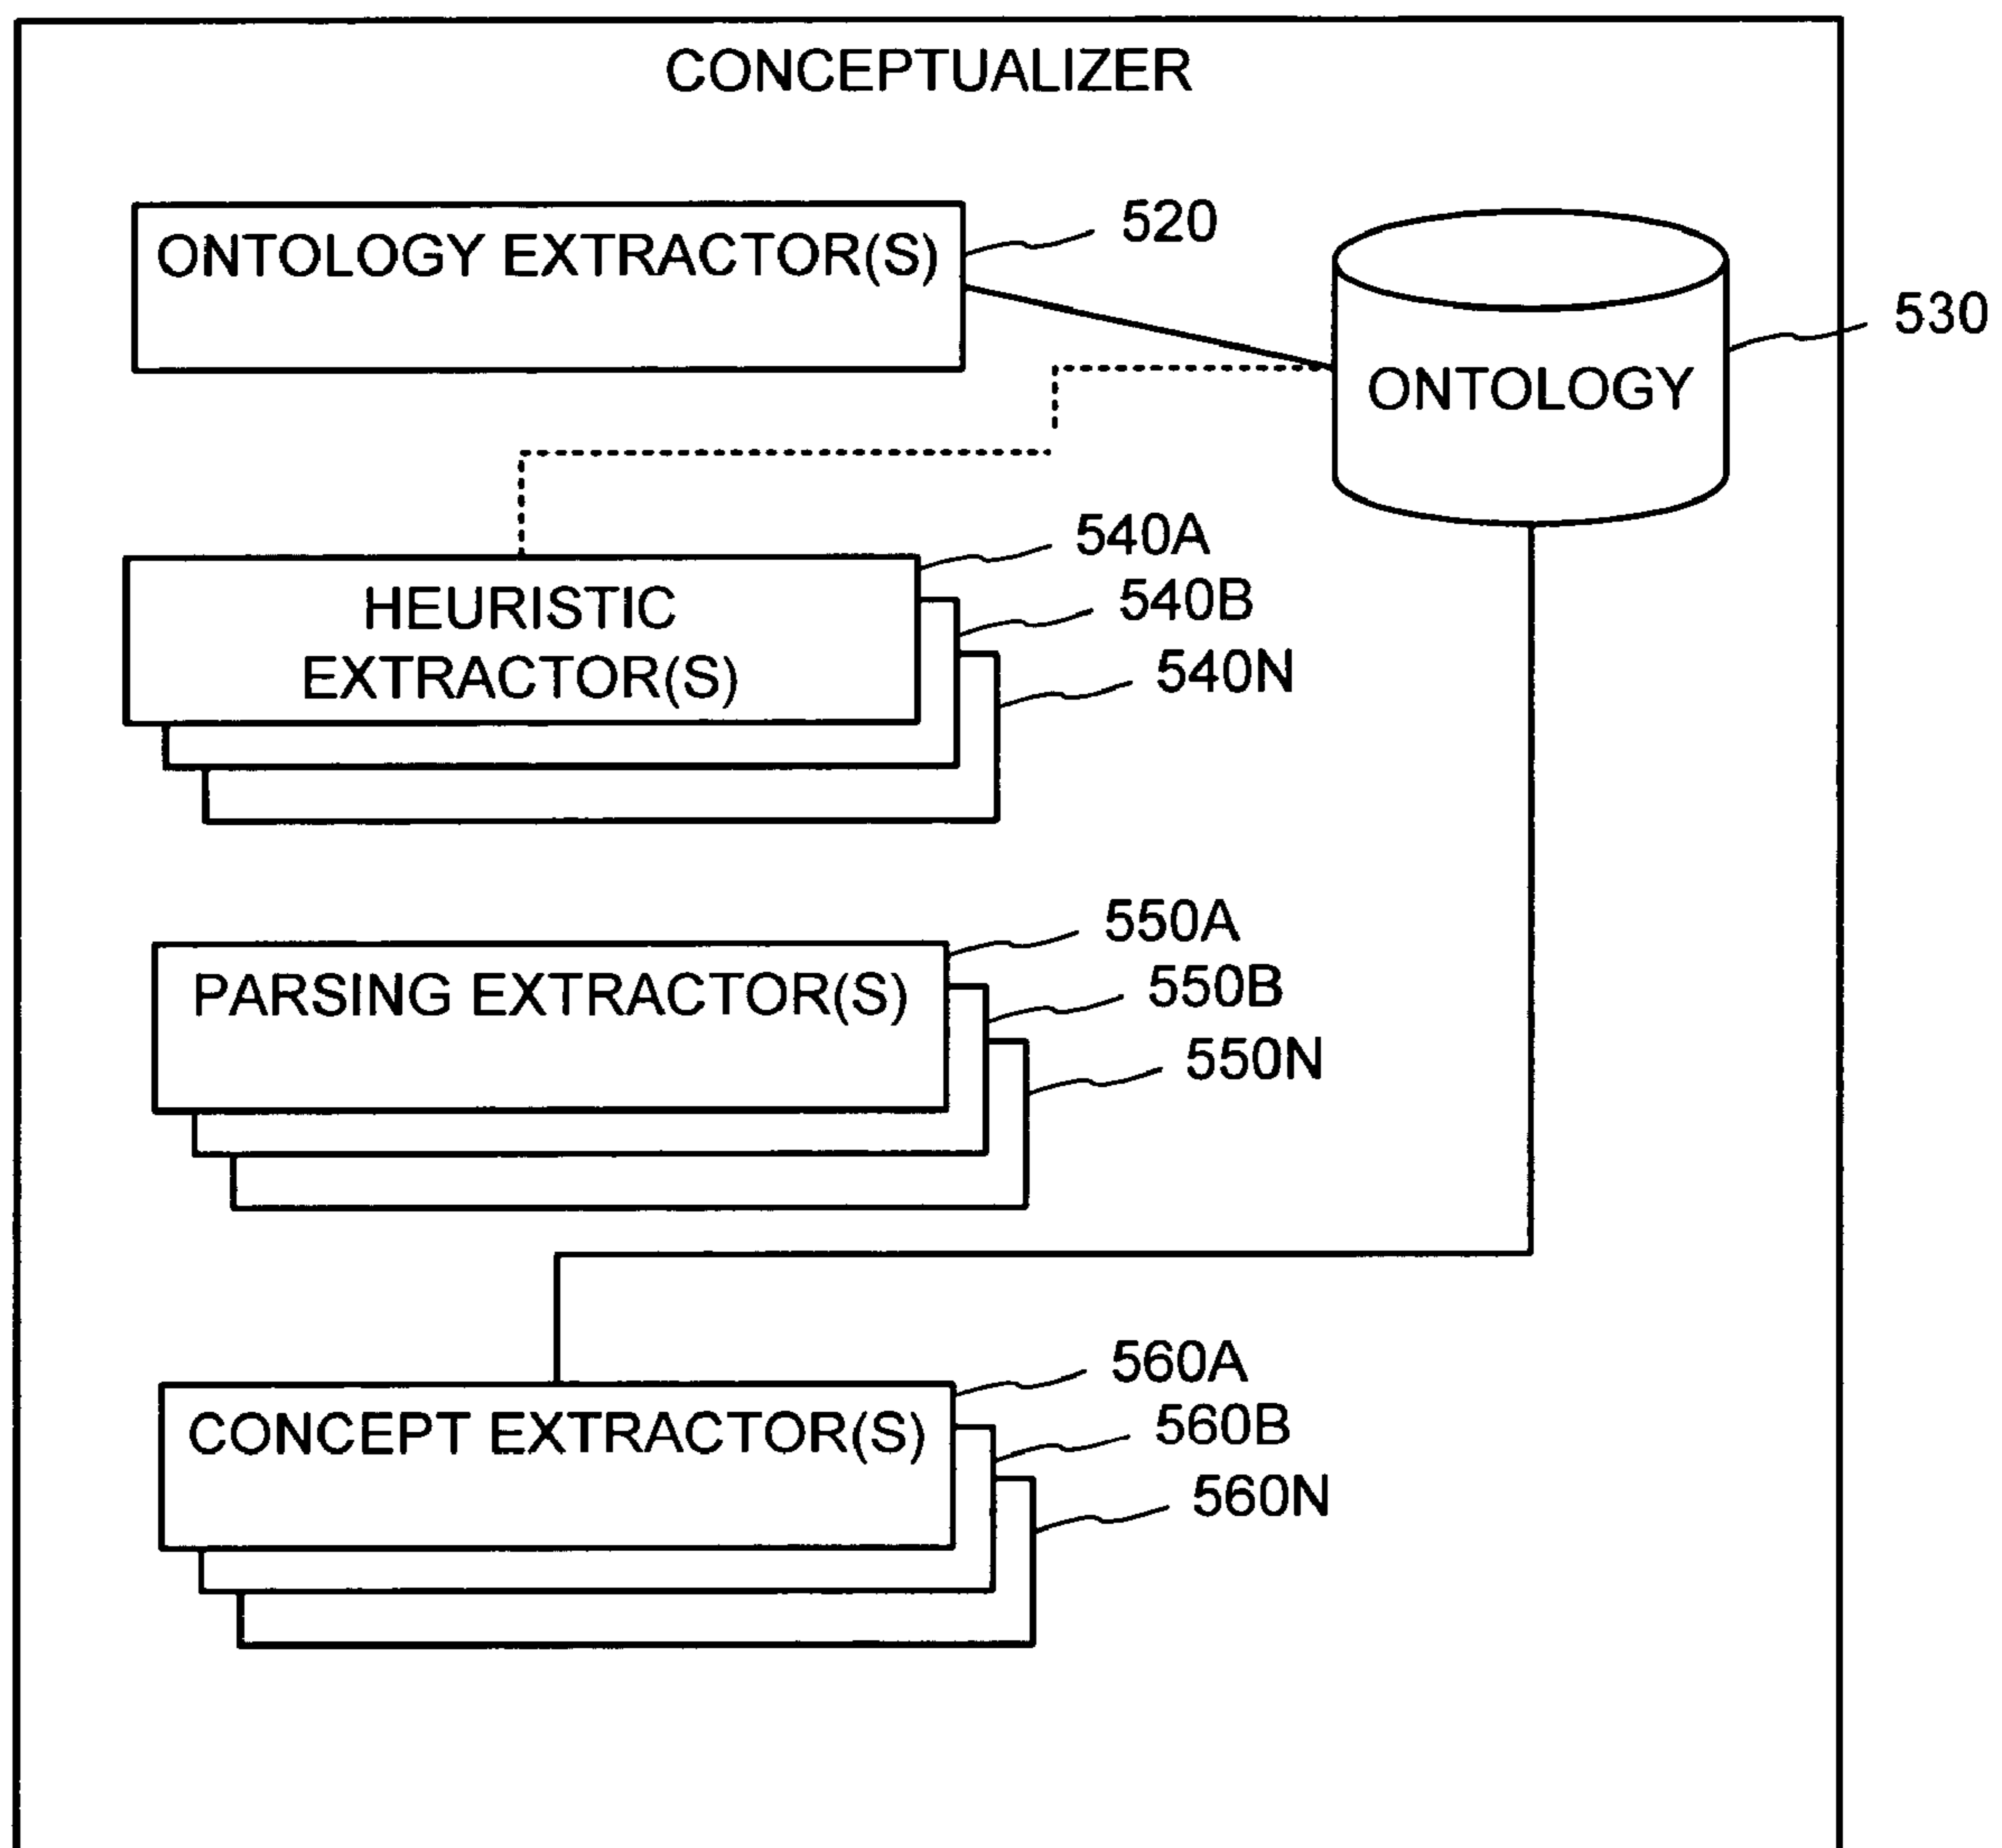 CONCEPTUALIZER
ONTOLOGY EXTRACTOR(S)
520
530
ONTOLOGY
HEURISTIC
EXTRACTOR(S)
540A
540B
540N
PARSING EXTRACTOR(S)
550A
550B
550N
CONCEPT EXTRACTOR(S)
560A
560B
560N